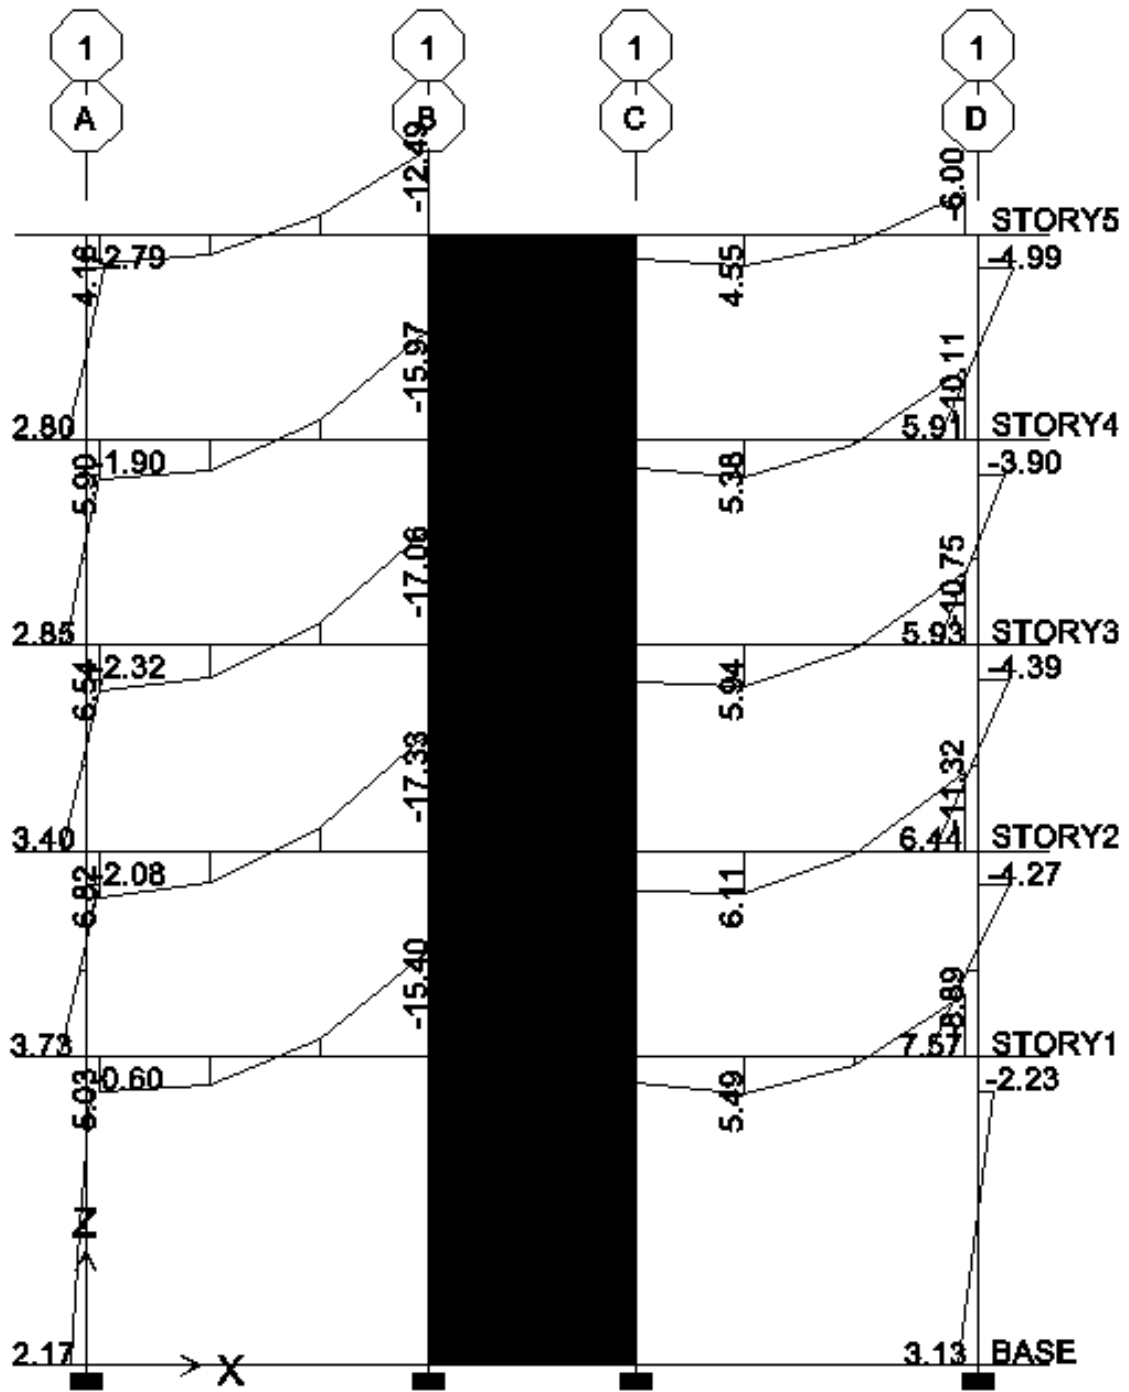 1 1 1 1
A B C D
-12.49 -6.00
STORY5
4.18 -2.79 4.55 -4.99
-15.97 -10.11
2.80 5.91 STORY4
5.90 -1.90 5.38 -3.90
-17.06 -10.75
2.85 5.93 STORY3
6.54 -2.32 5.94 -4.39
-17.33 -11.32
3.40 6.44 STORY2
6.82 -2.08 6.11 -4.27
-15.40 -8.89
3.73 7.57 STORY1
5.03 -0.60 5.49 -2.23
Z
2.17 X 3.13 BASE